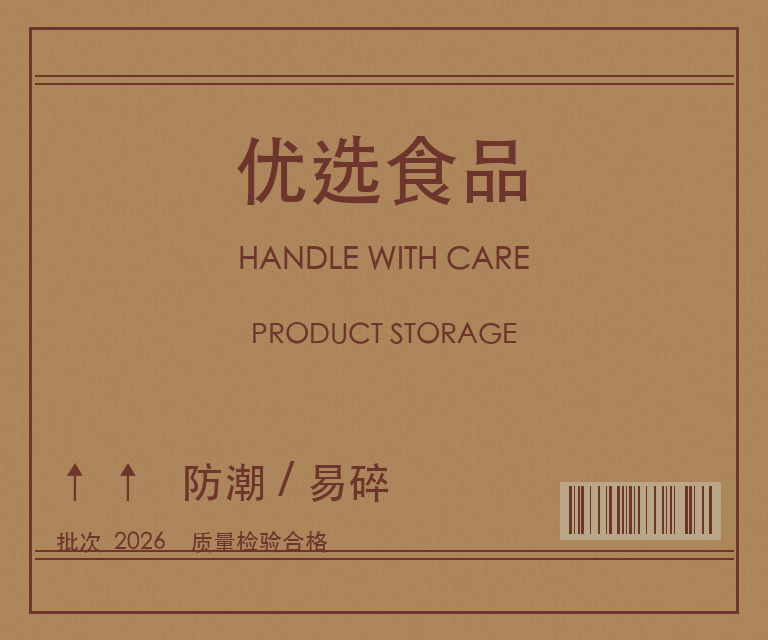 优选食品
HANDLE WITH CARE
PRODUCT STORAGE
↑ ↑ 防潮 / 易碎
批次 2026 质量检验合格